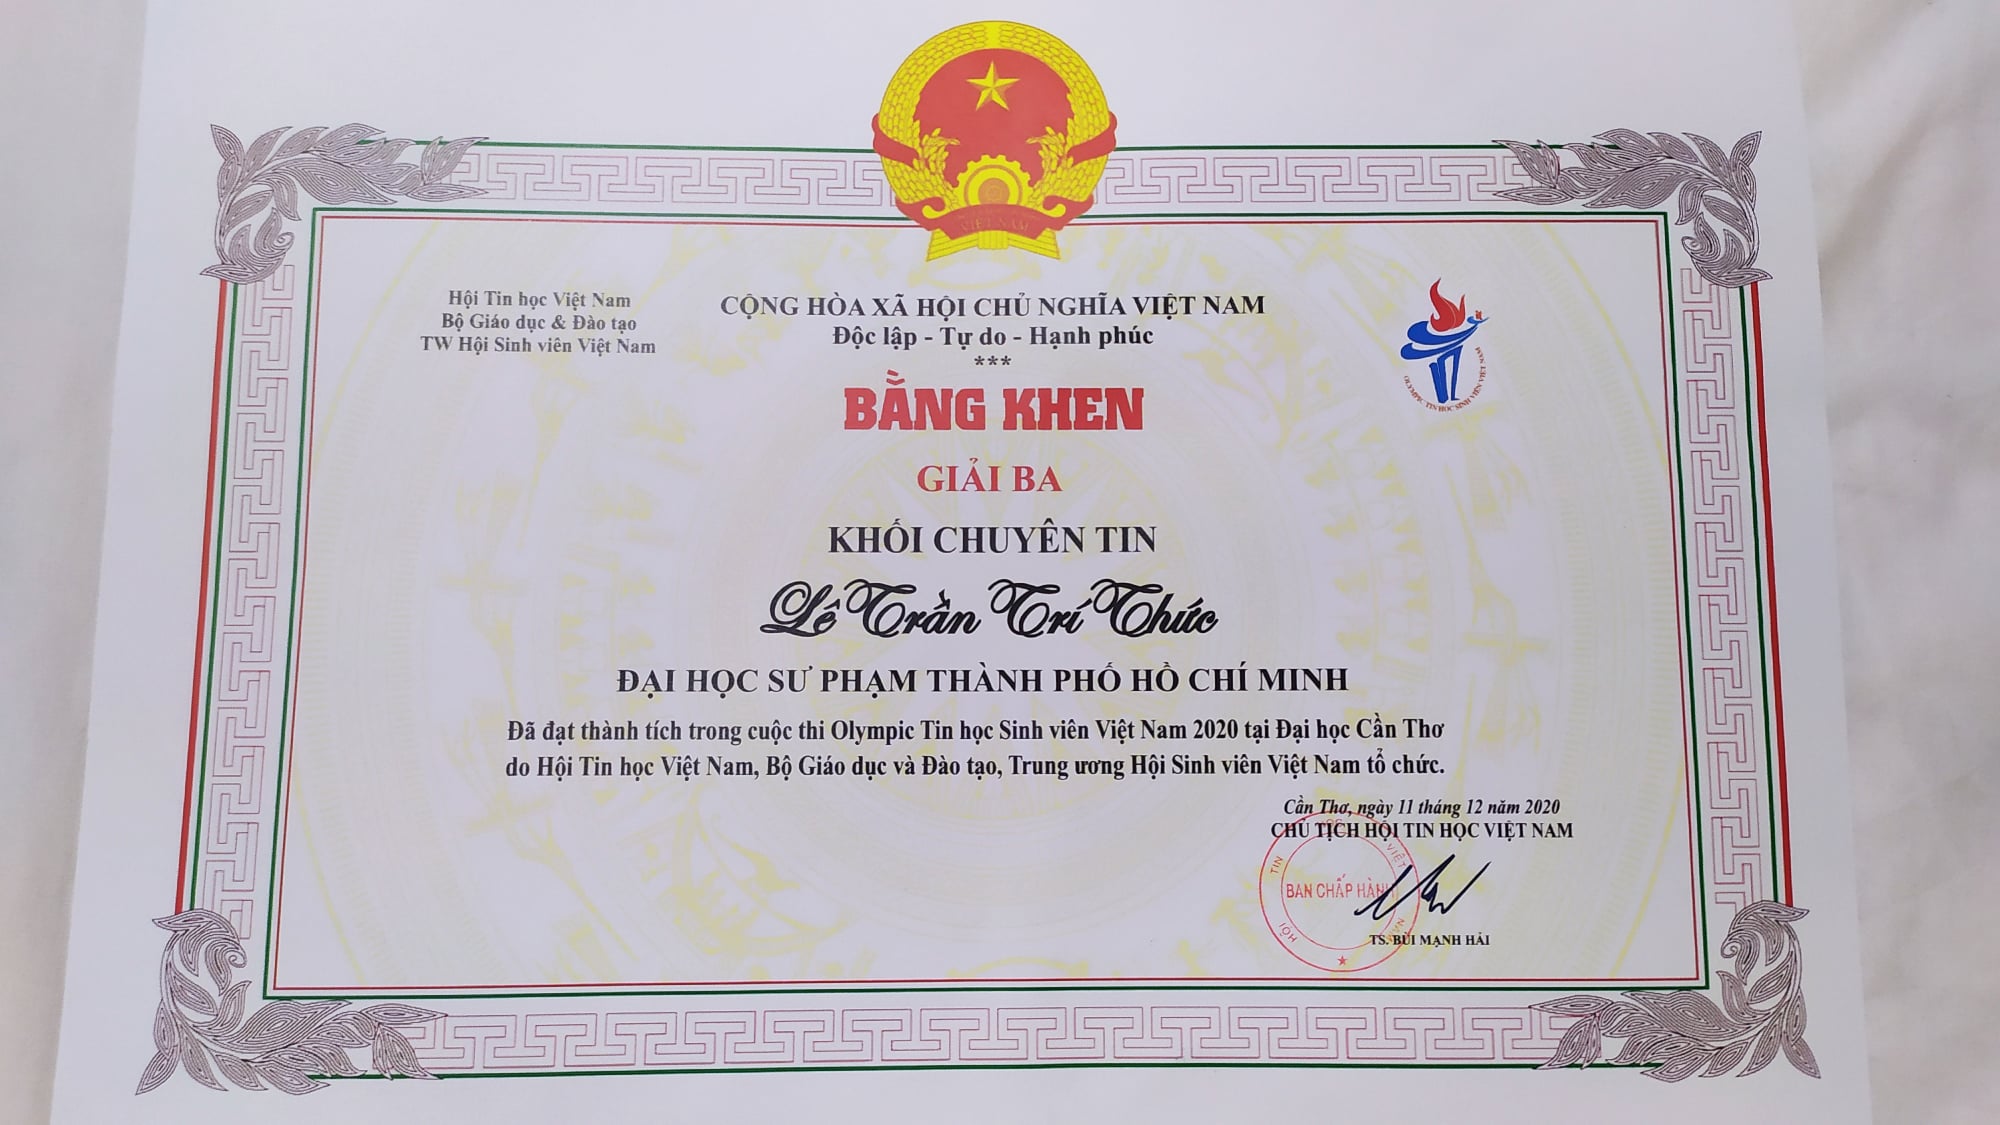 VIỆT NAM
Hội Tin học Việt Nam
Bộ Giáo dục & Đào tạo
TW Hội Sinh viên Việt Nam
CỘNG HÒA XÃ HỘI CHỦ NGHĨA VIỆT NAM
Độc lập - Tự do - Hạnh phúc
***
OLYMPIC TIN HỌC SINH VIÊN VIỆT NAM
BẰNG KHEN
GIẢI BA
KHỐI CHUYÊN TIN
Lê Trần Trí Thức
ĐẠI HỌC SƯ PHẠM THÀNH PHỐ HỒ CHÍ MINH
Đã đạt thành tích trong cuộc thi Olympic Tin học Sinh viên Việt Nam 2020 tại Đại học Cần Thơ
do Hội Tin học Việt Nam, Bộ Giáo dục và Đào tạo, Trung ương Hội Sinh viên Việt Nam tổ chức.
Cần Thơ, ngày 11 tháng 12 năm 2020
CHỦ TỊCH HỘI TIN HỌC VIỆT NAM
HỘI TIN HỌC VIỆT NAM
BAN CHẤP HÀNH
TS. BÙI MẠNH HẢI